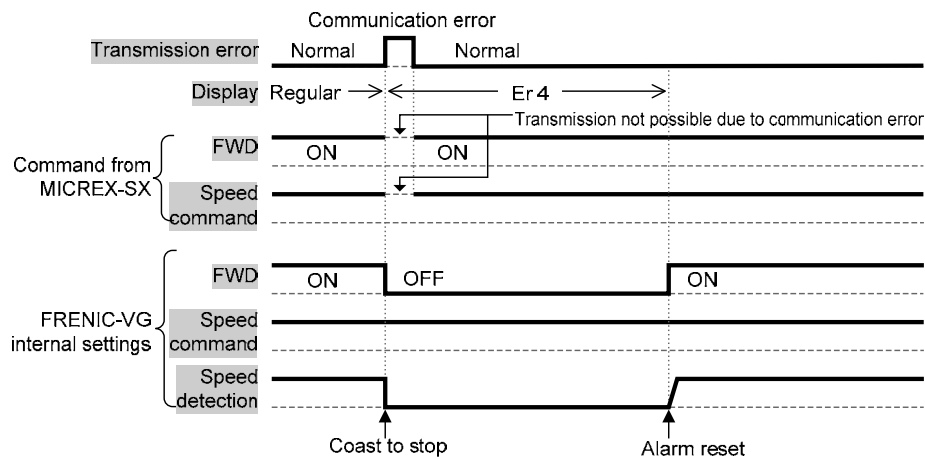 Communication error
Transmission error Normal Normal
Display Regular Er 4
Transmission not possible due to communication error
FWD
ON ON
Command from
MICREX-SX
Speed
command
FWD
ON OFF ON
FRENIC-VG
internal settings
Speed
command
Speed
detection
Coast to stop Alarm reset